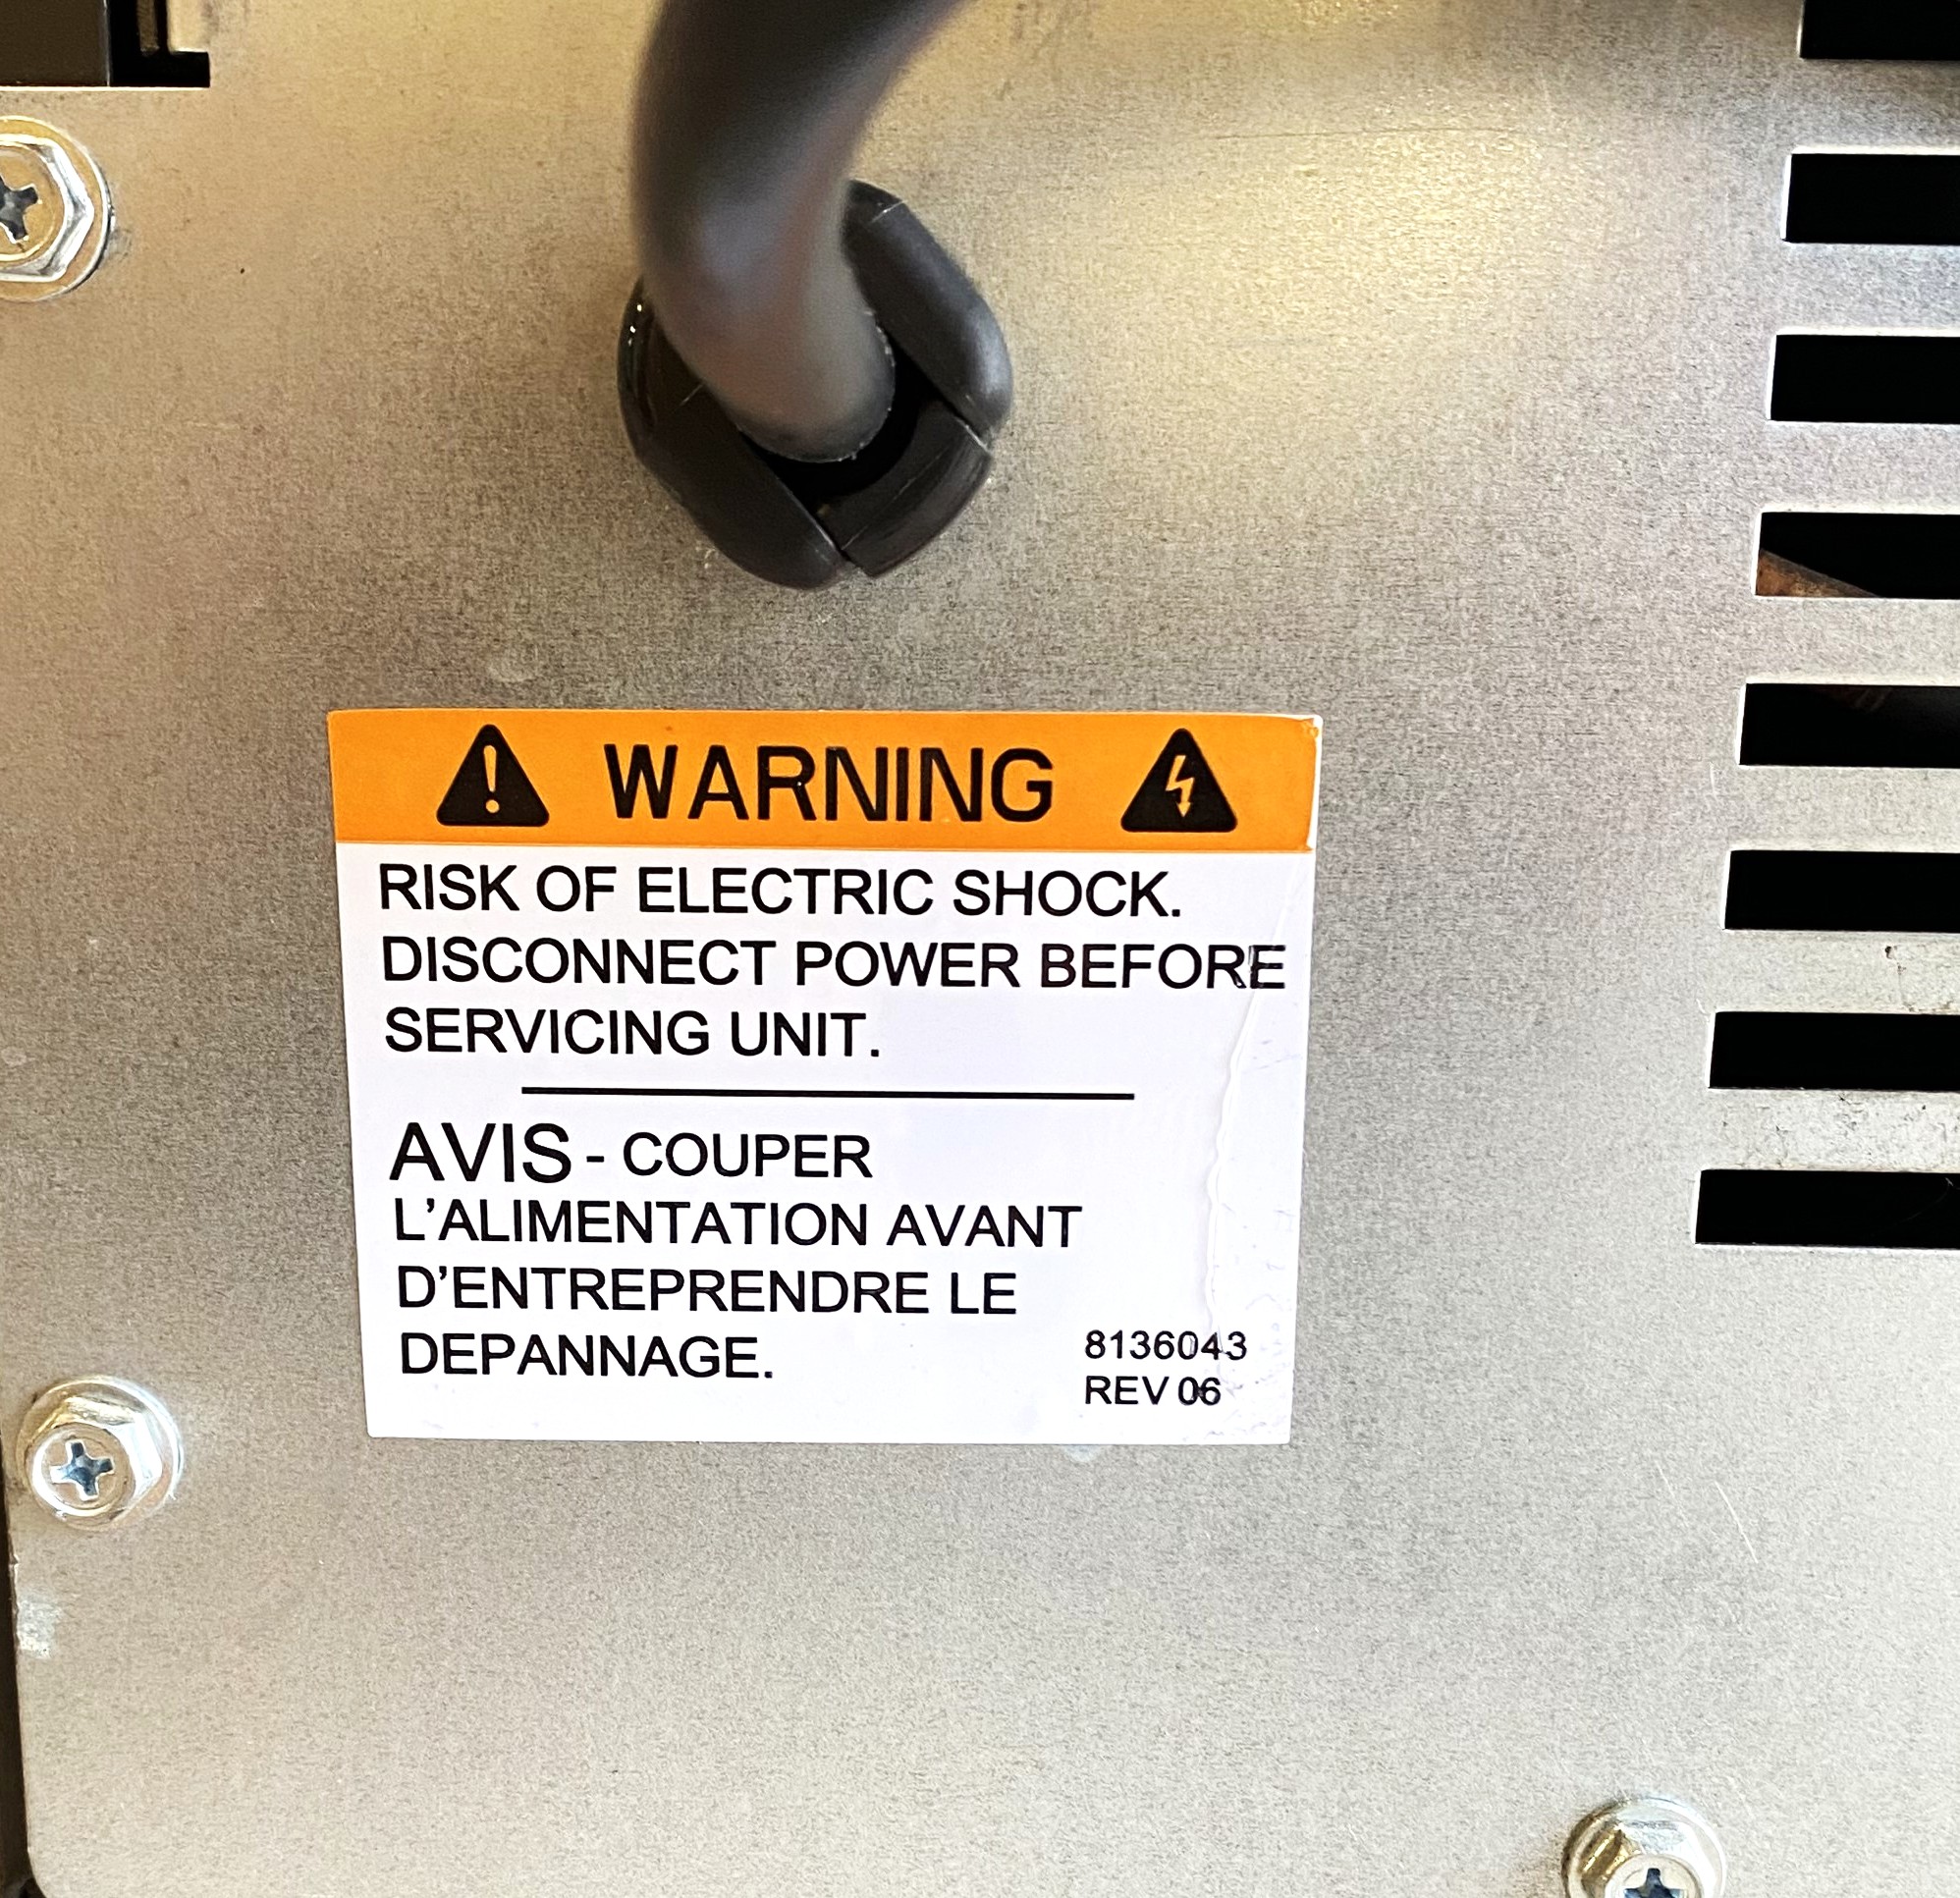 WARNING
RISK OF ELECTRIC SHOCK.
DISCONNECT POWER BEFORE
SERVICING UNIT.
AVIS - COUPER
L'ALIMENTATION AVANT
D'ENTREPRENDRE LE
DEPANNAGE.
8136043
REV 06